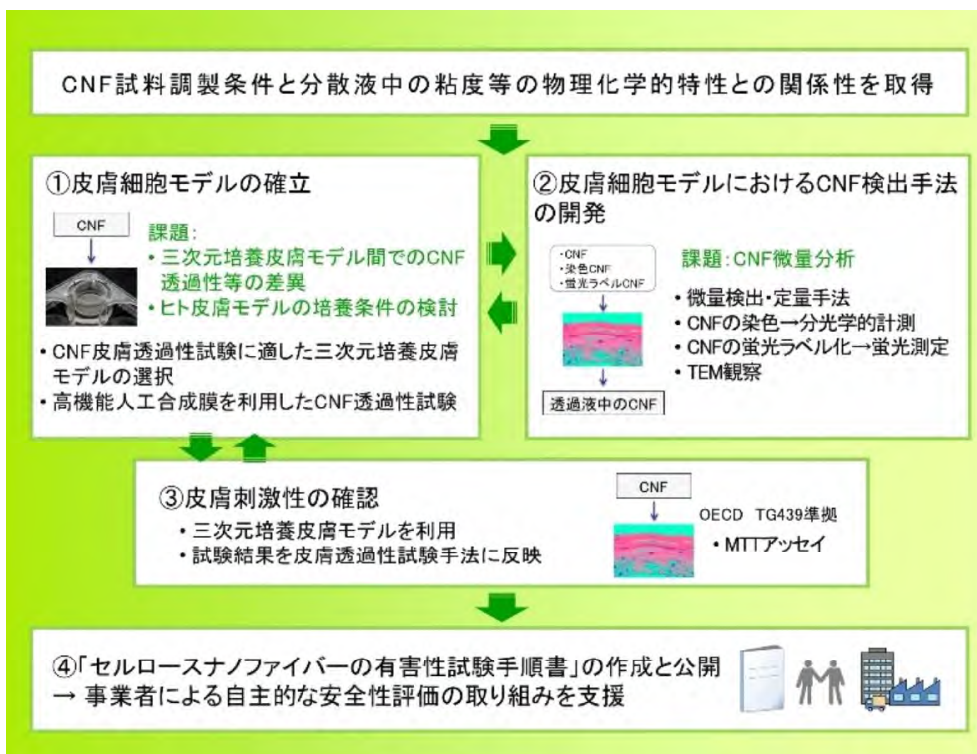 CNF試料調製条件と分散液中の粘度等の物理化学的特性との関係性を取得
①皮膚細胞モデルの確立
CNF
課題:
・三次元培養皮膚モデル間でのCNF
透過性等の差異
・ヒト皮膚モデルの培養条件の検討
・CNF皮膚透過性試験に適した三次元培養皮膚
モデルの選択
・高機能人工合成膜を利用したCNF透過性試験
②皮膚細胞モデルにおけるCNF検出手法
の開発
・CNF
・染色CNF
・蛍光ラベルCNF
透過液中のCNF
課題:CNF微量分析
・微量検出・定量手法
・CNFの染色→分光学的計測
・CNFの蛍光ラベル化→蛍光測定
・TEM観察
③皮膚刺激性の確認
・三次元培養皮膚モデルを利用
・試験結果を皮膚透過性試験手法に反映
CNF
OECD TG439準拠
・MTTアッセイ
④「セルロースナノファイバーの有害性試験手順書」の作成と公開
→ 事業者による自主的な安全性評価の取り組みを支援